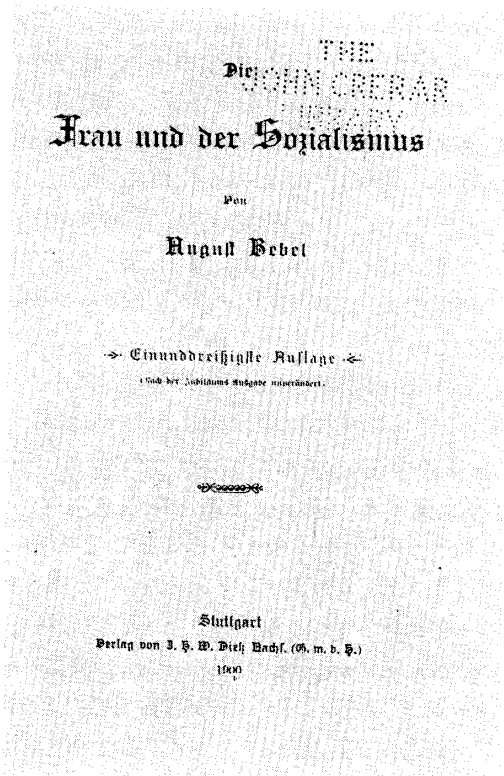 THE
JOHN CRERAR
LIBRARY
Die
Frau und der Sozialismus
Von
August Bebel
Einunddreißigste Auflage
(Nach der Jubiläums Ausgabe unverändert.)
Stuttgart
Verlag von J. H. W. Dietz Nachf. (G. m. b. H.)
1900